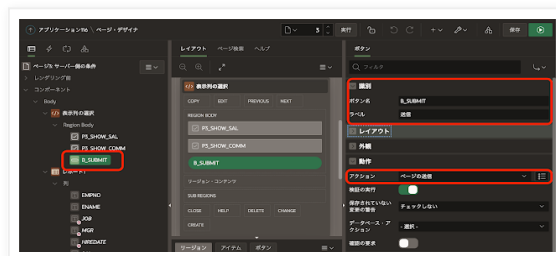 アプリケーション116 \ ページ・デザイナ
3
実行
保存
レイアウト ページ検索 ヘルプ
ボタン
フィルタ
ページ3: サーバー側の条件
レンダリング前
コンポーネント
Body
表示列の選択
Region Body
P3_SHOW_SAL
P3_SHOW_COMM
B_SUBMIT
列
EMPNO
ENAME
JOB
MGR
HIREDATE
表示列の選択
COPY EDIT PREVIOUS NEXT
REGION BODY
P3_SHOW_SAL
P3_SHOW_COMM
B_SUBMIT
リージョン・コンテンツ
SUB REGIONS
CLOSE HELP DELETE CHANGE
CREATE
リージョン アイテム ボタン
識別
ボタン名 B_SUBMIT
ラベル 送信
レイアウト
外観
動作
アクション ページの送信
検証の実行
保存されていない変更の警告 チェックしない
データベース・アクション - 選択 -
確認の要求